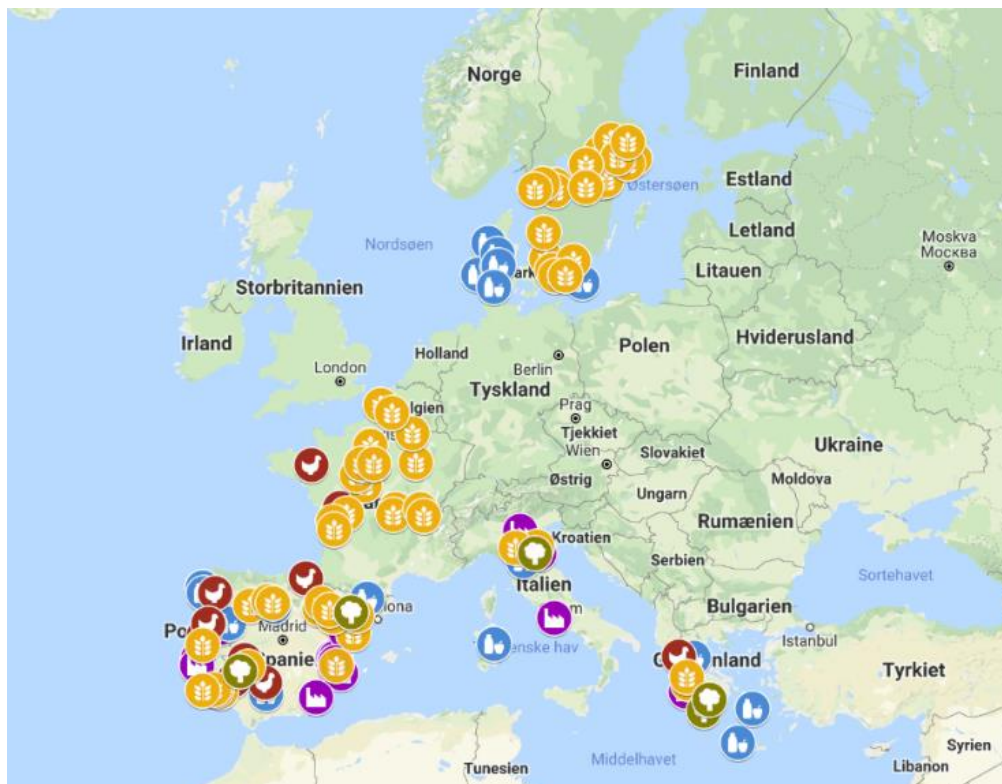 Norge
Finland
Østersøen
Estland
Letland
Nordsøen
Moskva
Москва
Litauen
Storbritannien
Irland
Hviderusland
Polen
Holland
Berlin
London
Tyskland
Prag
Tjekkiet
Ukraine
Wien
Slovakiet
Østrig
Moldova
Ungarn
Rumænien
Kroatien
Serbien
Sortehavet
Italien
Bulgarien
Madrid
Istanbul
Tyrkiet
Middelhavet
Syrien
Tunesien
Libanon